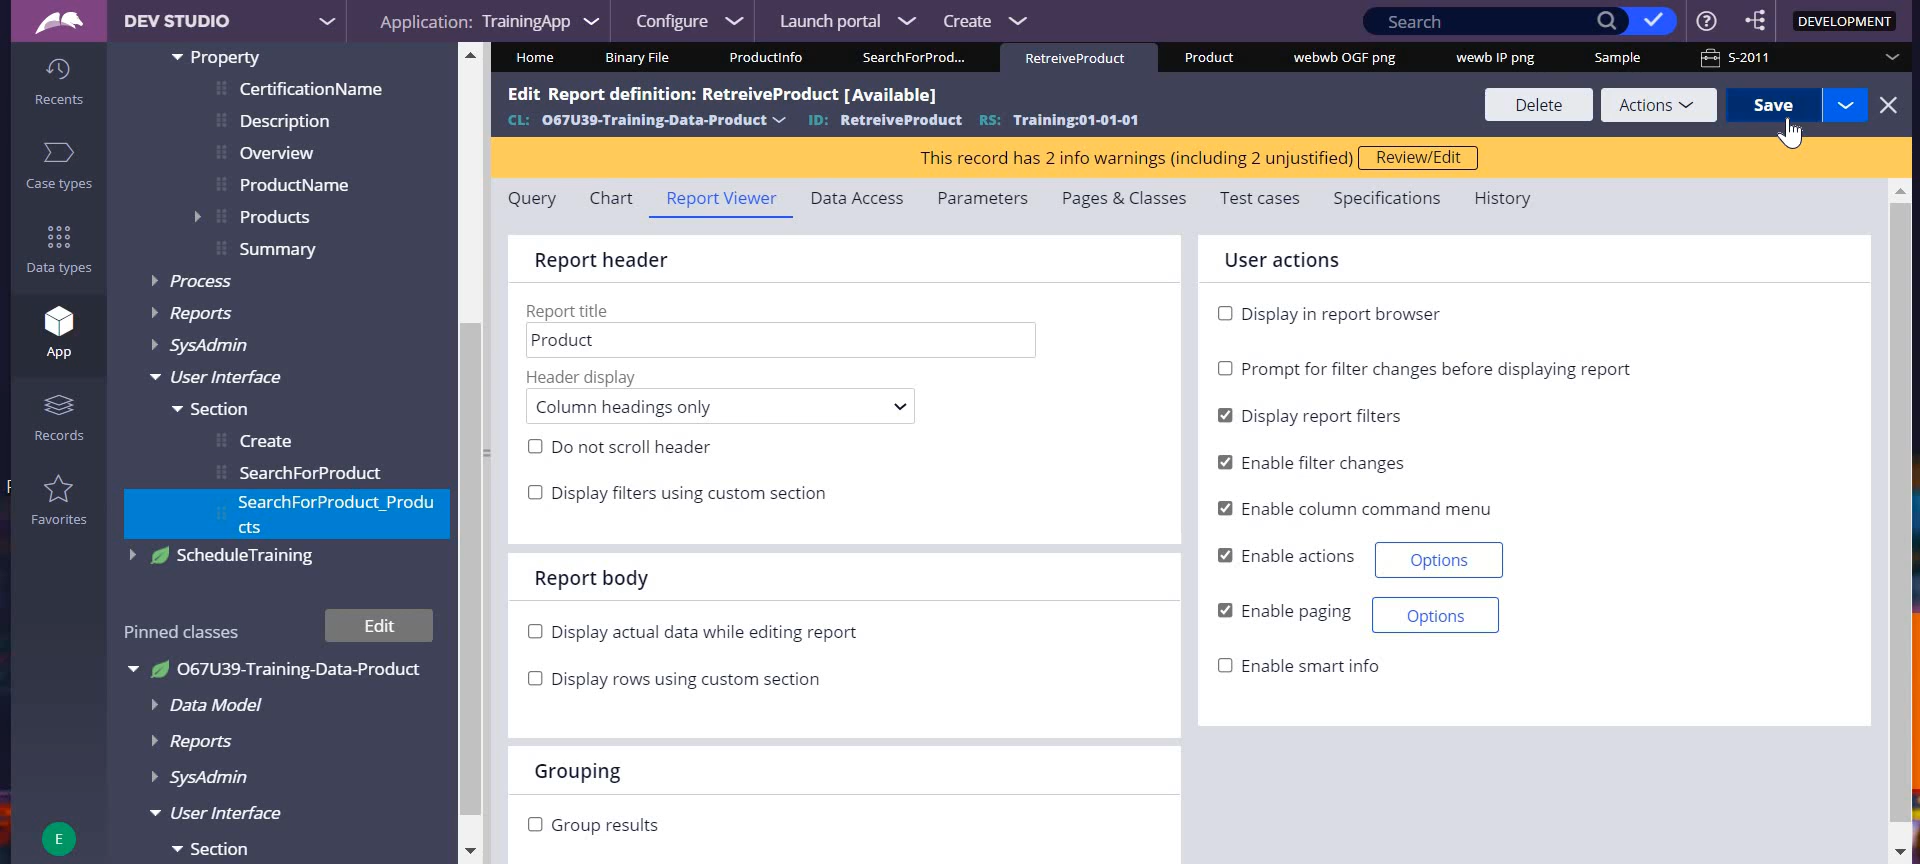 DEV STUDIO
Application: TrainingApp
Configure
Launch portal
Create
Search
DEVELOPMENT
Recents
Case types
Data types
App
Records
Favorites
E
Property
CertificationName
Description
Overview
ProductName
Products
Summary
Process
Reports
SysAdmin
User Interface
Section
Create
SearchForProduct
SearchForProduct_Produ
cts
ScheduleTraining
Pinned classes
Edit
O67U39-Training-Data-Product
Data Model
Reports
SysAdmin
User Interface
Section
Home
Binary File
ProductInfo
SearchForProd...
RetreiveProduct
Product
webwb OGF png
wewb IP png
Sample
S-2011
Edit Report definition: RetreiveProduct [Available]
CL: O67U39-Training-Data-Product ID: RetreiveProduct RS: Training:01-01-01
Delete
Actions
Save
This record has 2 info warnings (including 2 unjustified) Review/Edit
Query
Chart
Report Viewer
Data Access
Parameters
Pages & Classes
Test cases
Specifications
History
Report header
Report title
Product
Header display
Column headings only
Do not scroll header
Display filters using custom section
Report body
Display actual data while editing report
Display rows using custom section
Grouping
Group results
User actions
Display in report browser
Prompt for filter changes before displaying report
Display report filters
Enable filter changes
Enable column command menu
Enable actions Options
Enable paging Options
Enable smart info